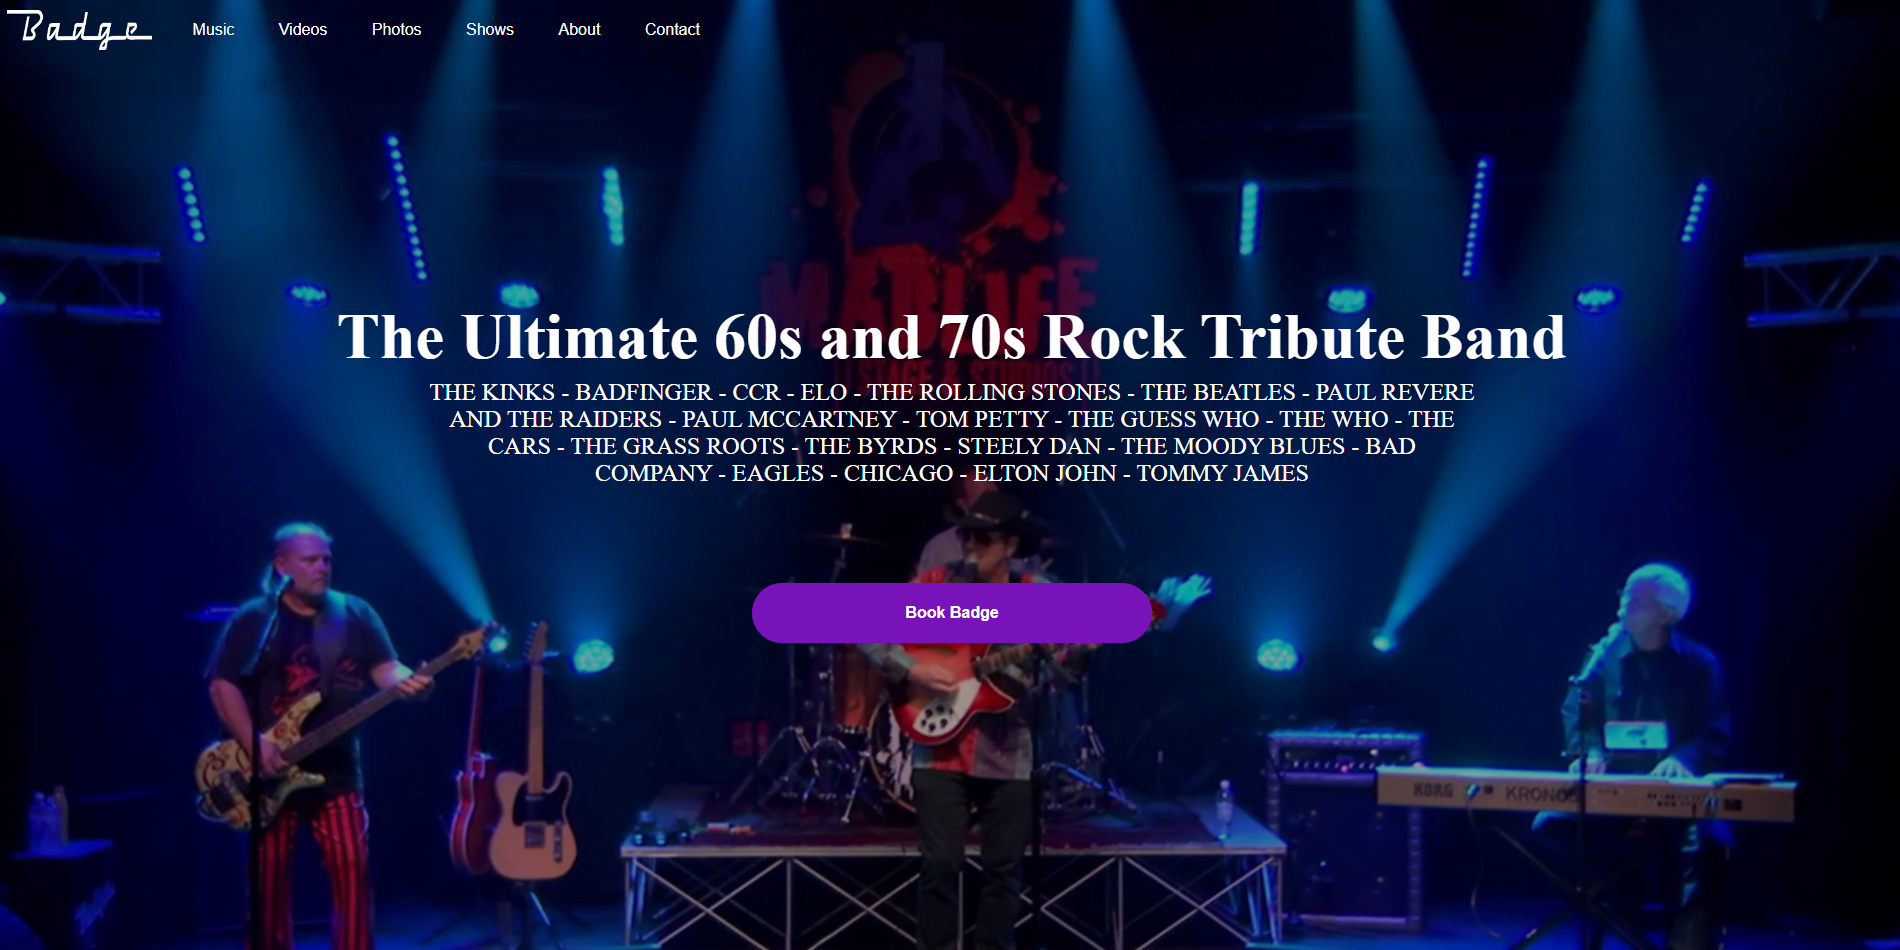 Badge
Music
Videos
Photos
Shows
About
Contact
MADLIFE
STAGE & STUDIOS
The Ultimate 60s and 70s Rock Tribute Band
THE KINKS - BADFINGER - CCR - ELO - THE ROLLING STONES - THE BEATLES - PAUL REVERE
AND THE RAIDERS - PAUL MCCARTNEY - TOM PETTY - THE GUESS WHO - THE WHO - THE
CARS - THE GRASS ROOTS - THE BYRDS - STEELY DAN - THE MOODY BLUES - BAD
COMPANY - EAGLES - CHICAGO - ELTON JOHN - TOMMY JAMES
Book Badge
KORG
KRONOS